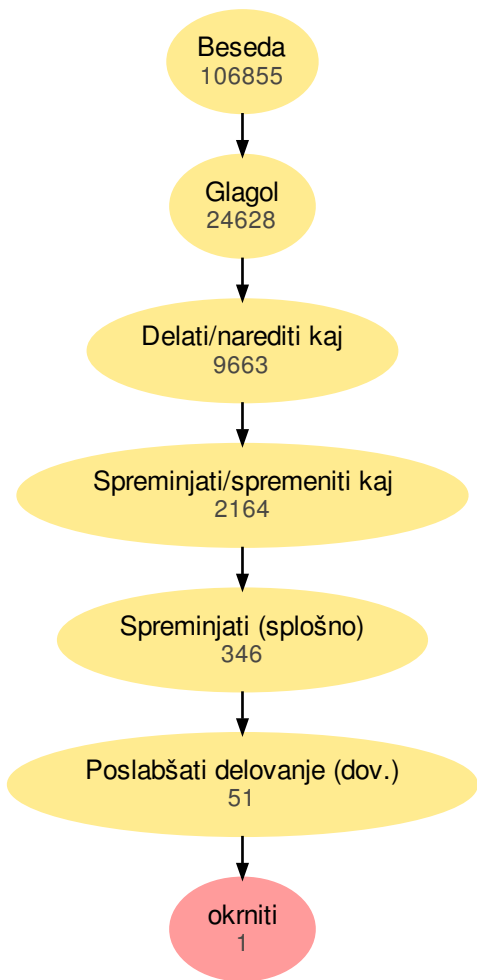 Beseda
106855
Glagol
24628
Delati/narediti kaj
9663
Spreminjati/spremeniti kaj
2164
Spreminjati (splošno)
346
Poslabšati delovanje (dov.)
51
okrniti
1